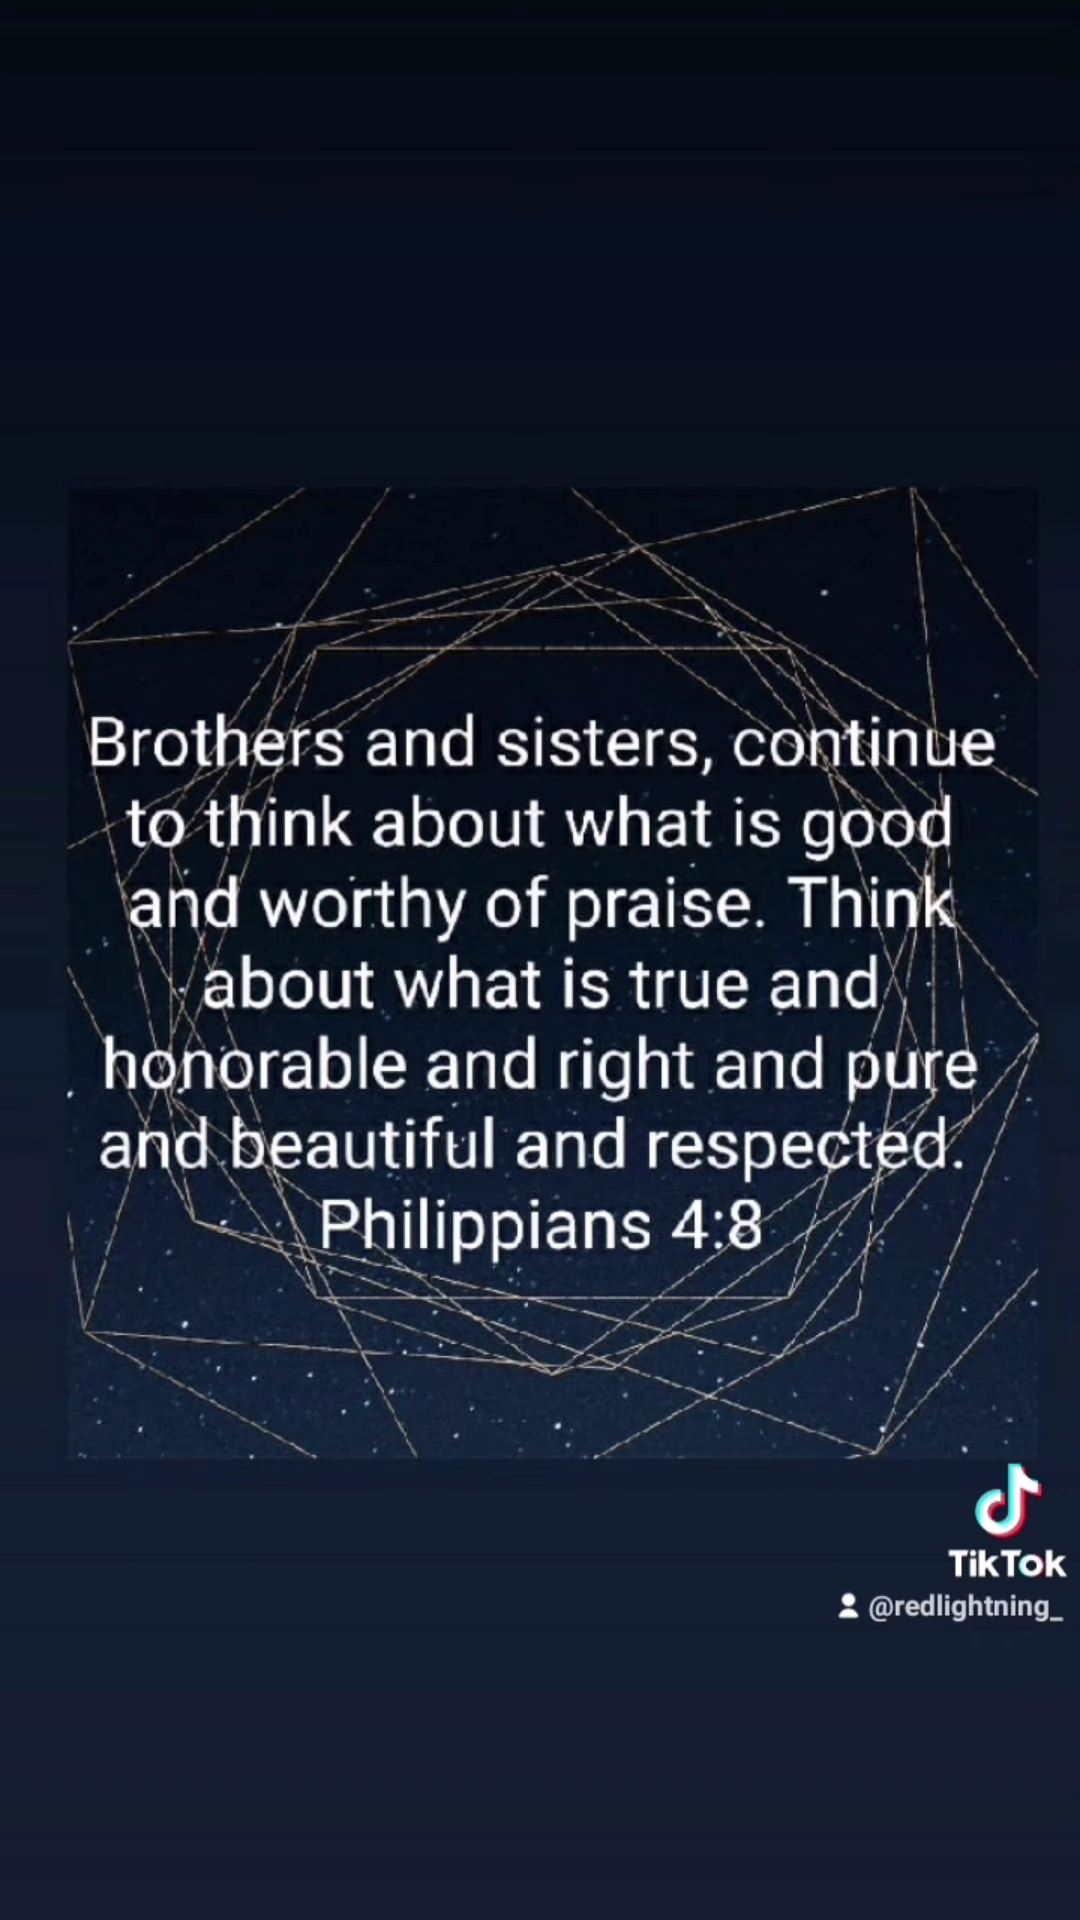 Brothers and sisters, continue
to think about what is good
and worthy of praise. Think
about what is true and
honorable and right and pure
and beautiful and respected.
Philippians 4:8
TikTok
@redlightning_